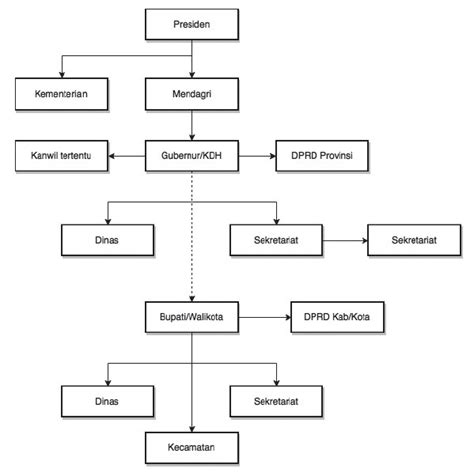 Presiden
Kementerian
Mendagri
Kanwil tertentu
Gubernur/KDH
DPRD Provinsi
Dinas
Sekretariat
Sekretariat
Bupati/Walikota
DPRD Kab/Kota
Dinas
Sekretariat
Kecamatan